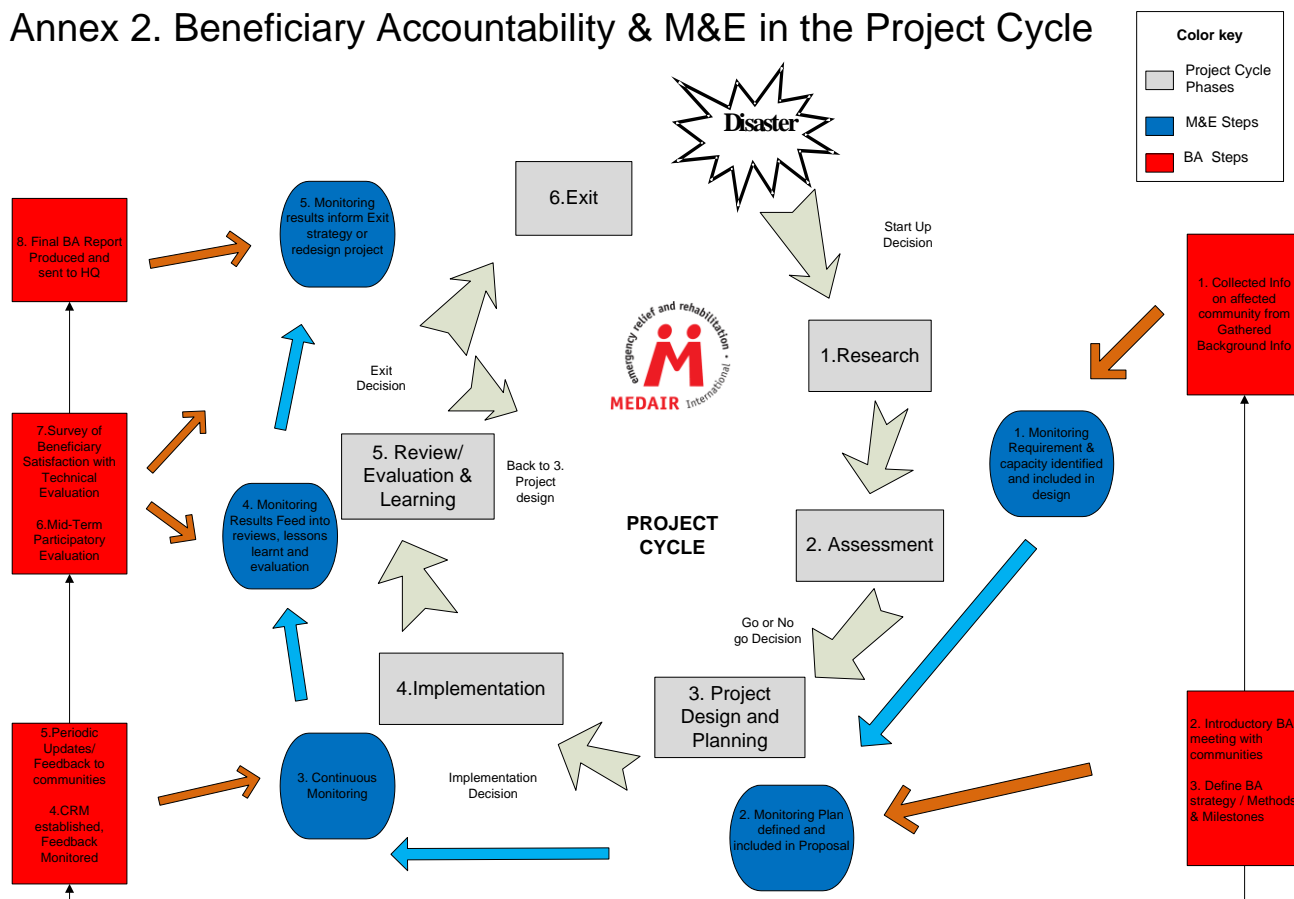 Annex 2. Beneficiary Accountability & M&E in the Project Cycle
Color key
Project Cycle
Phases
M&E Steps
BA Steps
Disaster
6.Exit
5. Monitoring
results inform Exit
strategy or
redesign project
8. Final BA Report
Produced and
sent to HQ
Start Up
Decision
1. Collected Info
on affected
community from
Gathered
Background Info
emergency relief and rehabilitation •
MEDAIR International
1.Research
Exit
Decision
7.Survey of
Beneficiary
Satisfaction with
Technical
Evaluation
6.Mid-Term
Participatory
Evaluation
5. Review/
Evaluation &
Learning
Back to 3.
Project
design
1. Monitoring
Requirement &
capacity identified
and included in
design
4. Monitoring
Results Feed into
reviews, lessons
learnt and
evaluation
PROJECT
CYCLE
2. Assessment
Go or No
go Decision
4.Implementation
3. Project
Design and
Planning
2. Introductory BA
meeting with
communities
3. Define BA
strategy / Methods
& Milestones
5.Periodic
Updates/
Feedback to
communities
4.CRM
established,
Feedback
Monitored
3. Continuous
Monitoring
Implementation
Decision
2. Monitoring Plan
defined and
included in Proposal